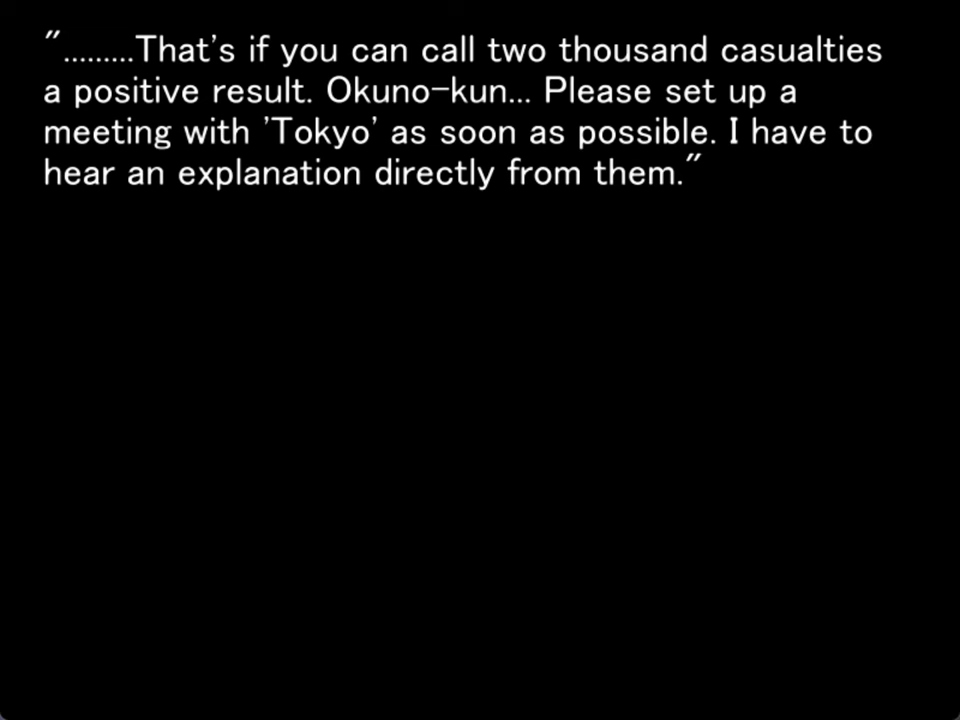 ".........That's if you can call two thousand casualties
a positive result. Okuno-kun... Please set up a
meeting with 'Tokyo' as soon as possible. I have to
hear an explanation directly from them."